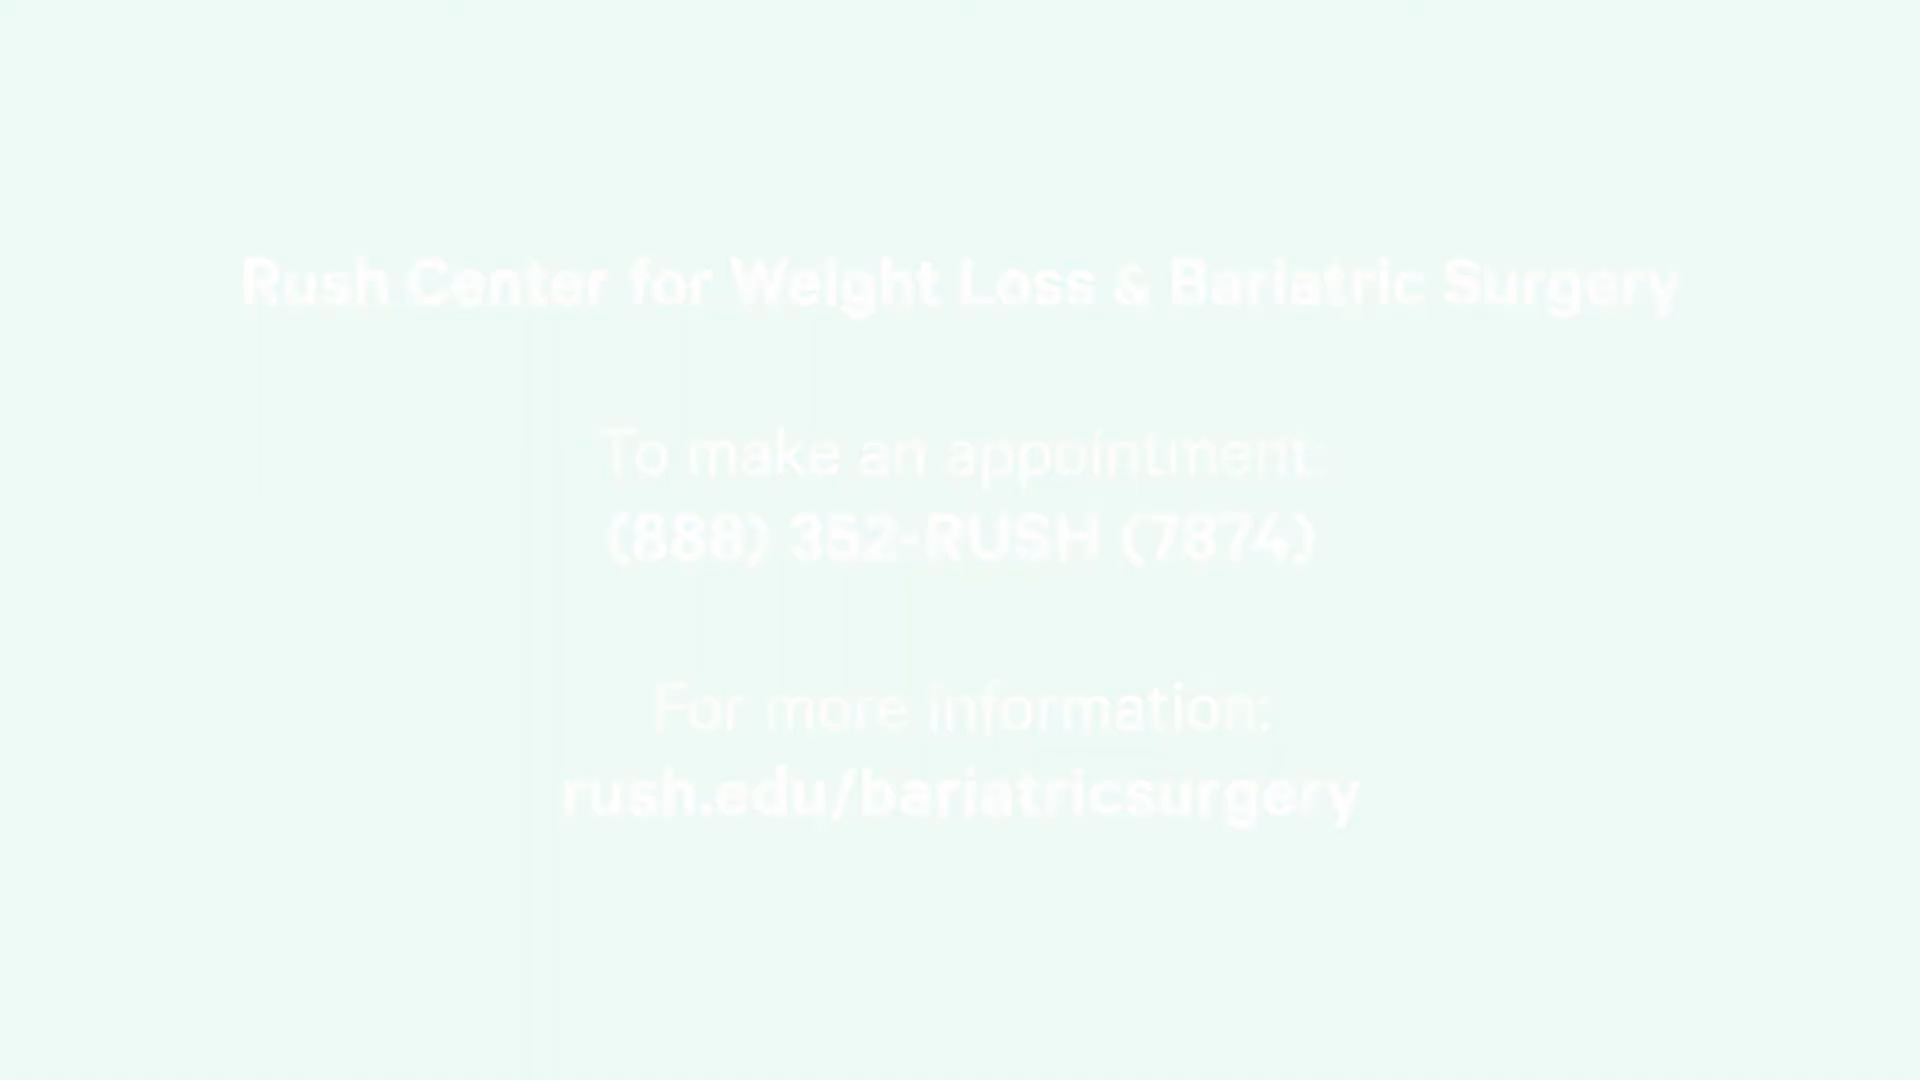 Rush Center for Weight Loss & Bariatric Surgery
To make an appointment:
(888) 352-RUSH (7874)
For more information:
rush.edu/bariatricsurgery